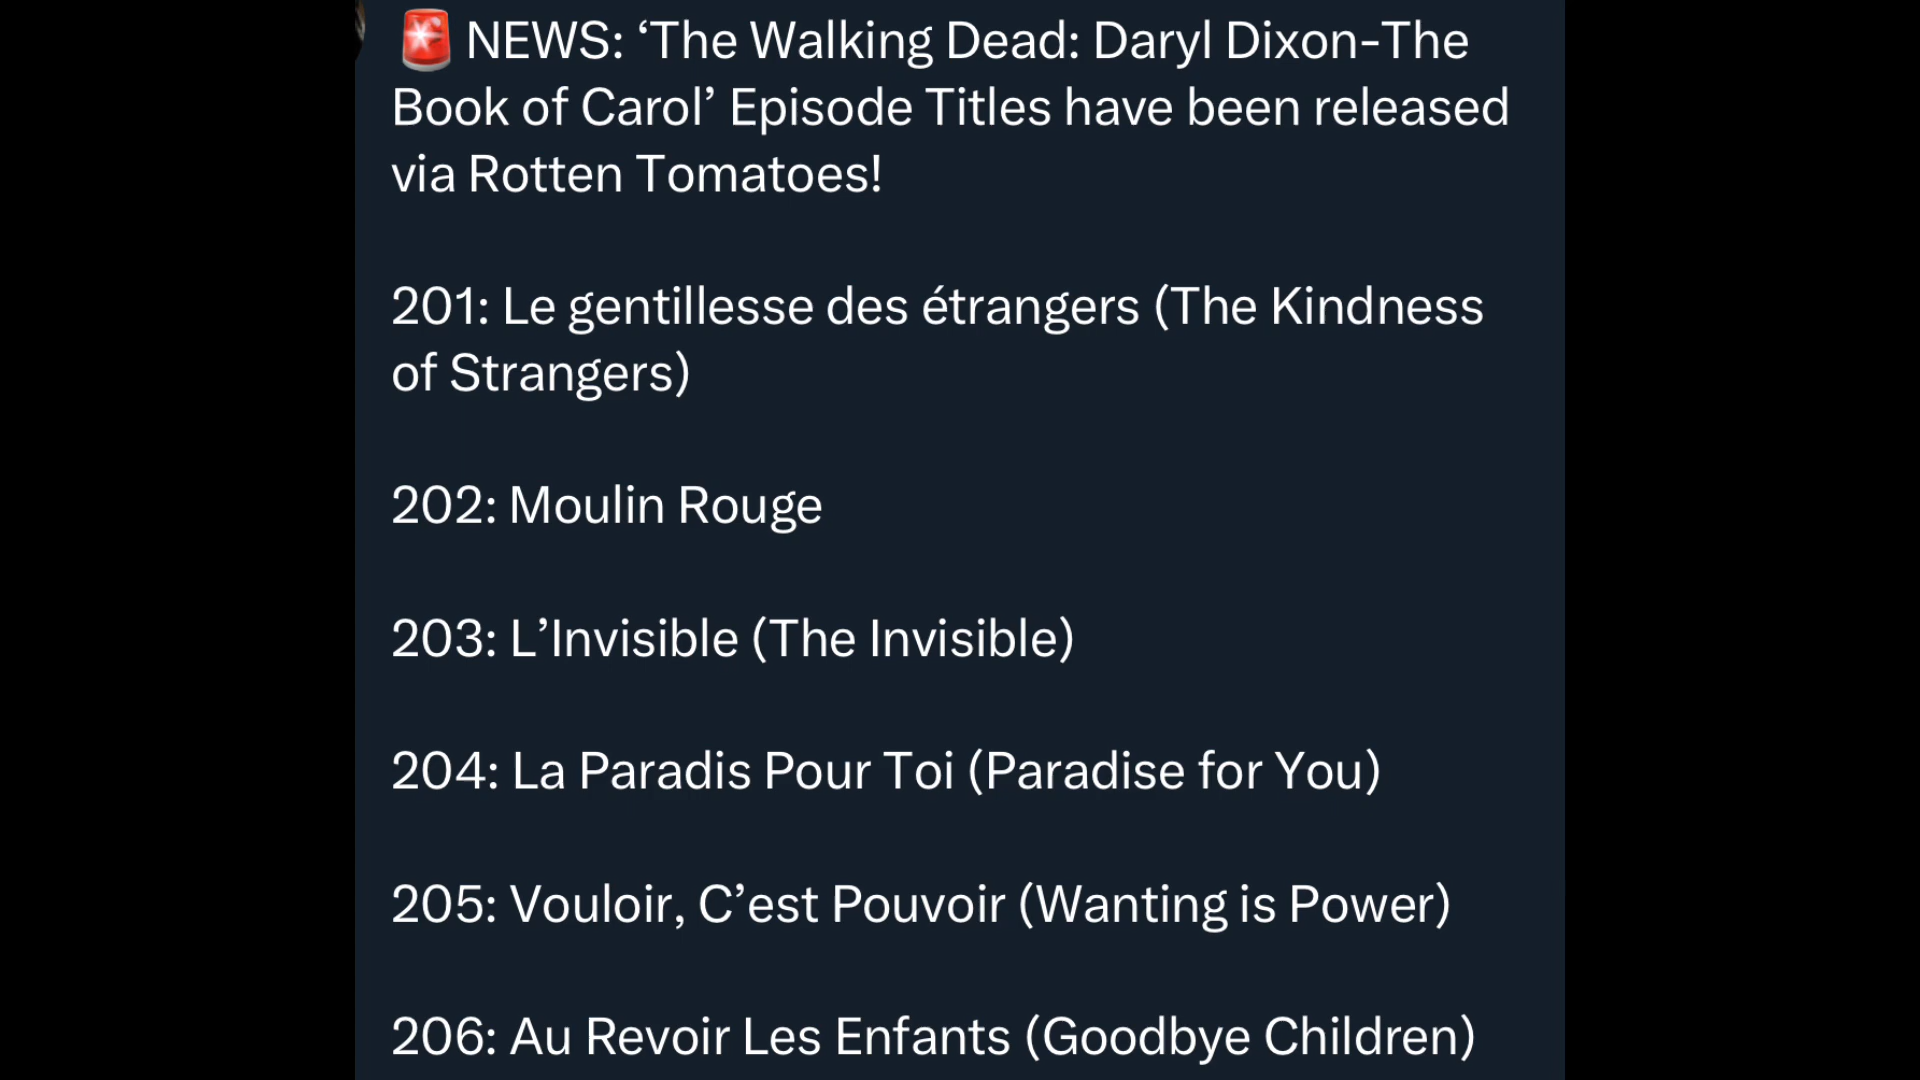 🚨 NEWS: ‘The Walking Dead: Daryl Dixon-The
Book of Carol’ Episode Titles have been released
via Rotten Tomatoes!
201: Le gentillesse des étrangers (The Kindness
of Strangers)
202: Moulin Rouge
203: L’Invisible (The Invisible)
204: La Paradis Pour Toi (Paradise for You)
205: Vouloir, C’est Pouvoir (Wanting is Power)
206: Au Revoir Les Enfants (Goodbye Children)